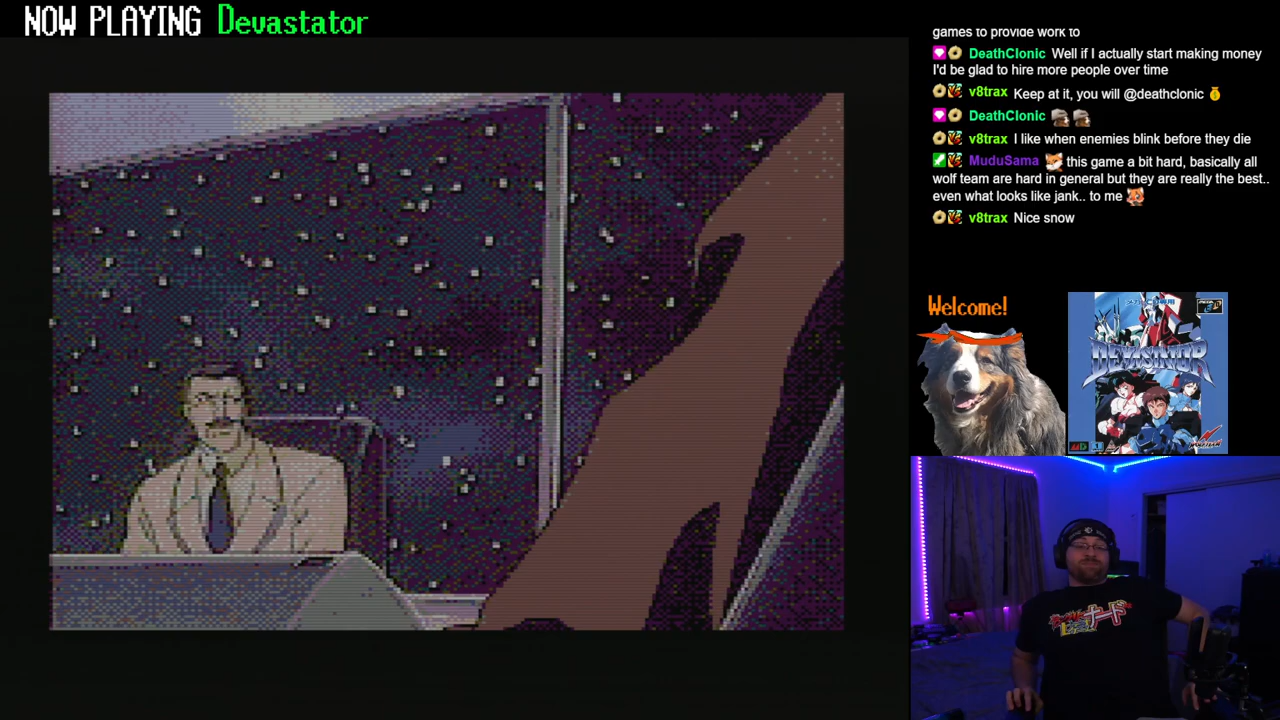 NOW PLAYING Devastator
games to provide work to
DeathClonic Well if I actually start making money
I'd be glad to hire more people over time
v8trax Keep at it, you will @deathclonic
DeathClonic
v8trax I like when enemies blink before they die
MuduSama this game a bit hard, basically all
wolf team are hard in general but they are really the best..
even what looks like jank.. to me
v8trax Nice snow
Welcome!